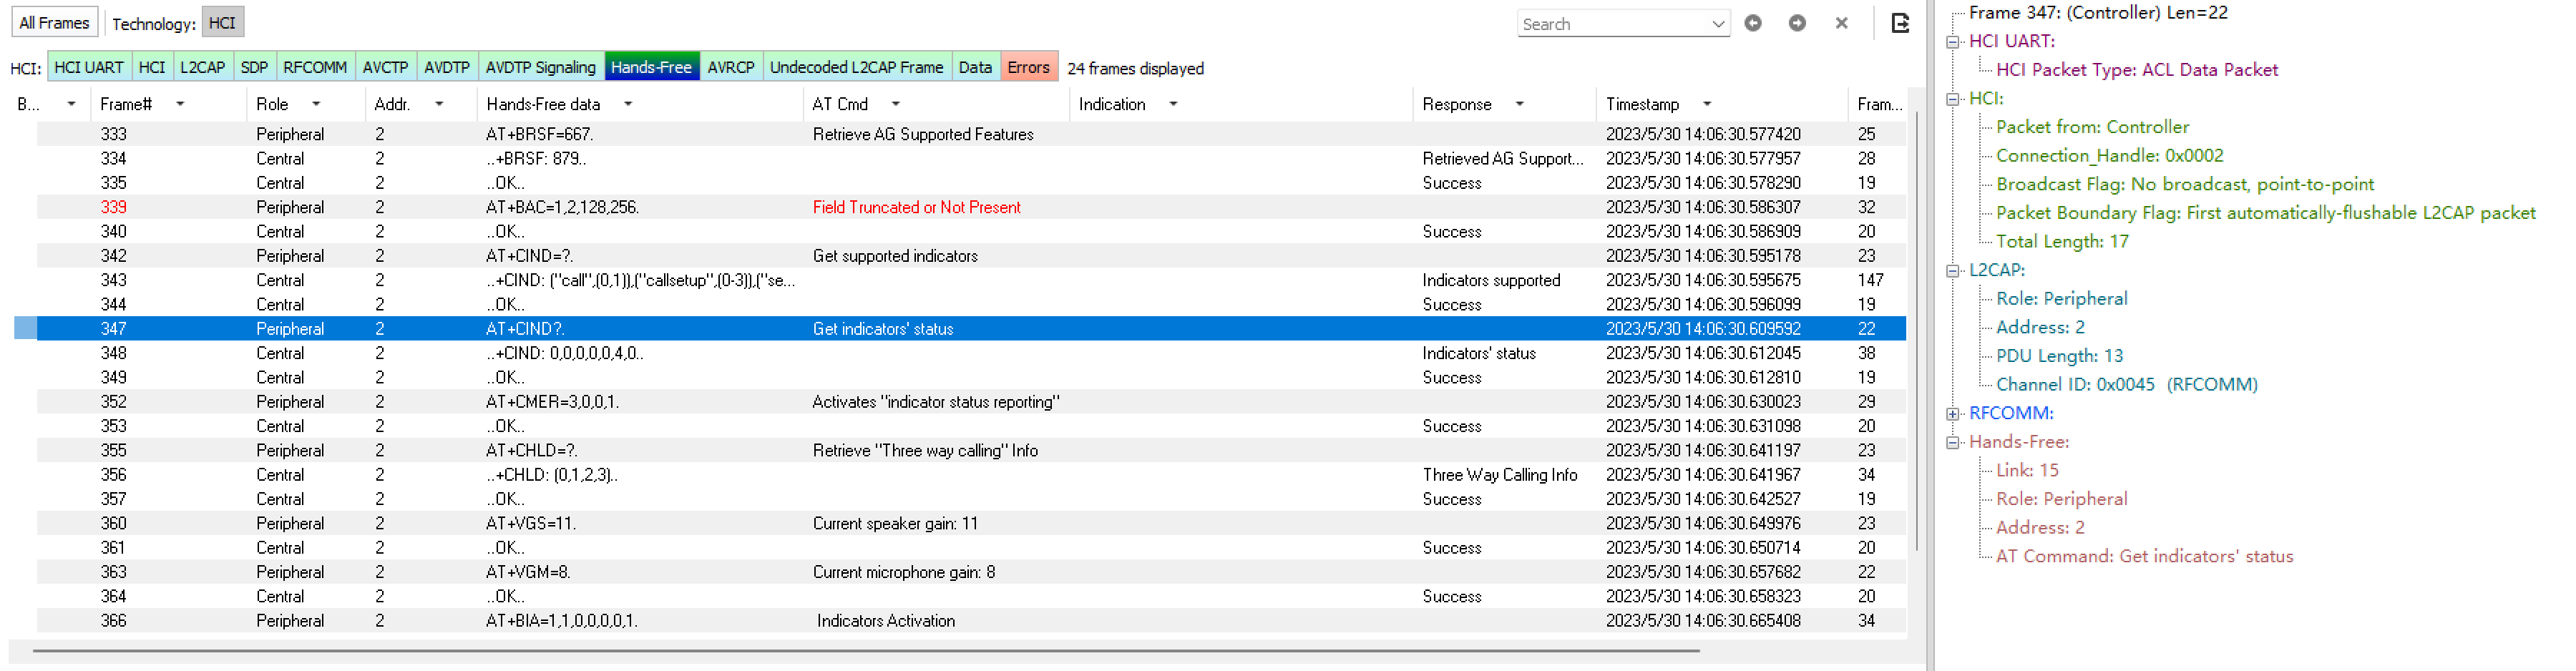 All Frames Technology: HCI
Search
HCI: HCI UART HCI L2CAP SDP RFCOMM AVCTP AVDTP AVDTP Signaling Hands-Free AVRCP Undecoded L2CAP Frame Data Errors 24 frames displayed
B... Frame# Role Addr. Hands-Free data AT Cmd Indication Response Timestamp Fram...
333 Peripheral 2 AT+BRSF=667. Retrieve AG Supported Features 2023/5/30 14:06:30.577420 25
334 Central 2 ..+BRSF: 879.. Retrieved AG Support... 2023/5/30 14:06:30.577957 28
335 Central 2 ..OK.. Success 2023/5/30 14:06:30.578290 19
339 Peripheral 2 AT+BAC=1,2,128,256. Field Truncated or Not Present 2023/5/30 14:06:30.586307 32
340 Central 2 ..OK.. Success 2023/5/30 14:06:30.586909 20
342 Peripheral 2 AT+CIND=?. Get supported indicators 2023/5/30 14:06:30.595178 23
343 Central 2 ..+CIND: ("call",(0,1)),("callsetup",(0-3)),("se... Indicators supported 2023/5/30 14:06:30.595675 147
344 Central 2 ..OK.. Success 2023/5/30 14:06:30.596099 19
347 Peripheral 2 AT+CIND?. Get indicators' status 2023/5/30 14:06:30.609592 22
348 Central 2 ..+CIND: 0,0,0,0,0,4,0.. Indicators' status 2023/5/30 14:06:30.612045 38
349 Central 2 ..OK.. Success 2023/5/30 14:06:30.612810 19
352 Peripheral 2 AT+CMER=3,0,0,1. Activates "indicator status reporting" 2023/5/30 14:06:30.630023 29
353 Central 2 ..OK.. Success 2023/5/30 14:06:30.631098 20
355 Peripheral 2 AT+CHLD=?. Retrieve "Three way calling" Info 2023/5/30 14:06:30.641197 23
356 Central 2 ..+CHLD: (0,1,2,3).. Three Way Calling Info 2023/5/30 14:06:30.641967 34
357 Central 2 ..OK.. Success 2023/5/30 14:06:30.642527 19
360 Peripheral 2 AT+VGS=11. Current speaker gain: 11 2023/5/30 14:06:30.649976 23
361 Central 2 ..OK.. Success 2023/5/30 14:06:30.650714 20
363 Peripheral 2 AT+VGM=8. Current microphone gain: 8 2023/5/30 14:06:30.657682 22
364 Central 2 ..OK.. Success 2023/5/30 14:06:30.658323 20
366 Peripheral 2 AT+BIA=1,1,0,0,0,0,1. Indicators Activation 2023/5/30 14:06:30.665408 34
Frame 347: (Controller) Len=22
HCI UART:
HCI Packet Type: ACL Data Packet
HCI:
Packet from: Controller
Connection_Handle: 0x0002
Broadcast Flag: No broadcast, point-to-point
Packet Boundary Flag: First automatically-flushable L2CAP packet
Total Length: 17
L2CAP:
Role: Peripheral
Address: 2
PDU Length: 13
Channel ID: 0x0045 (RFCOMM)
RFCOMM:
Hands-Free:
Link: 15
Role: Peripheral
Address: 2
AT Command: Get indicators' status